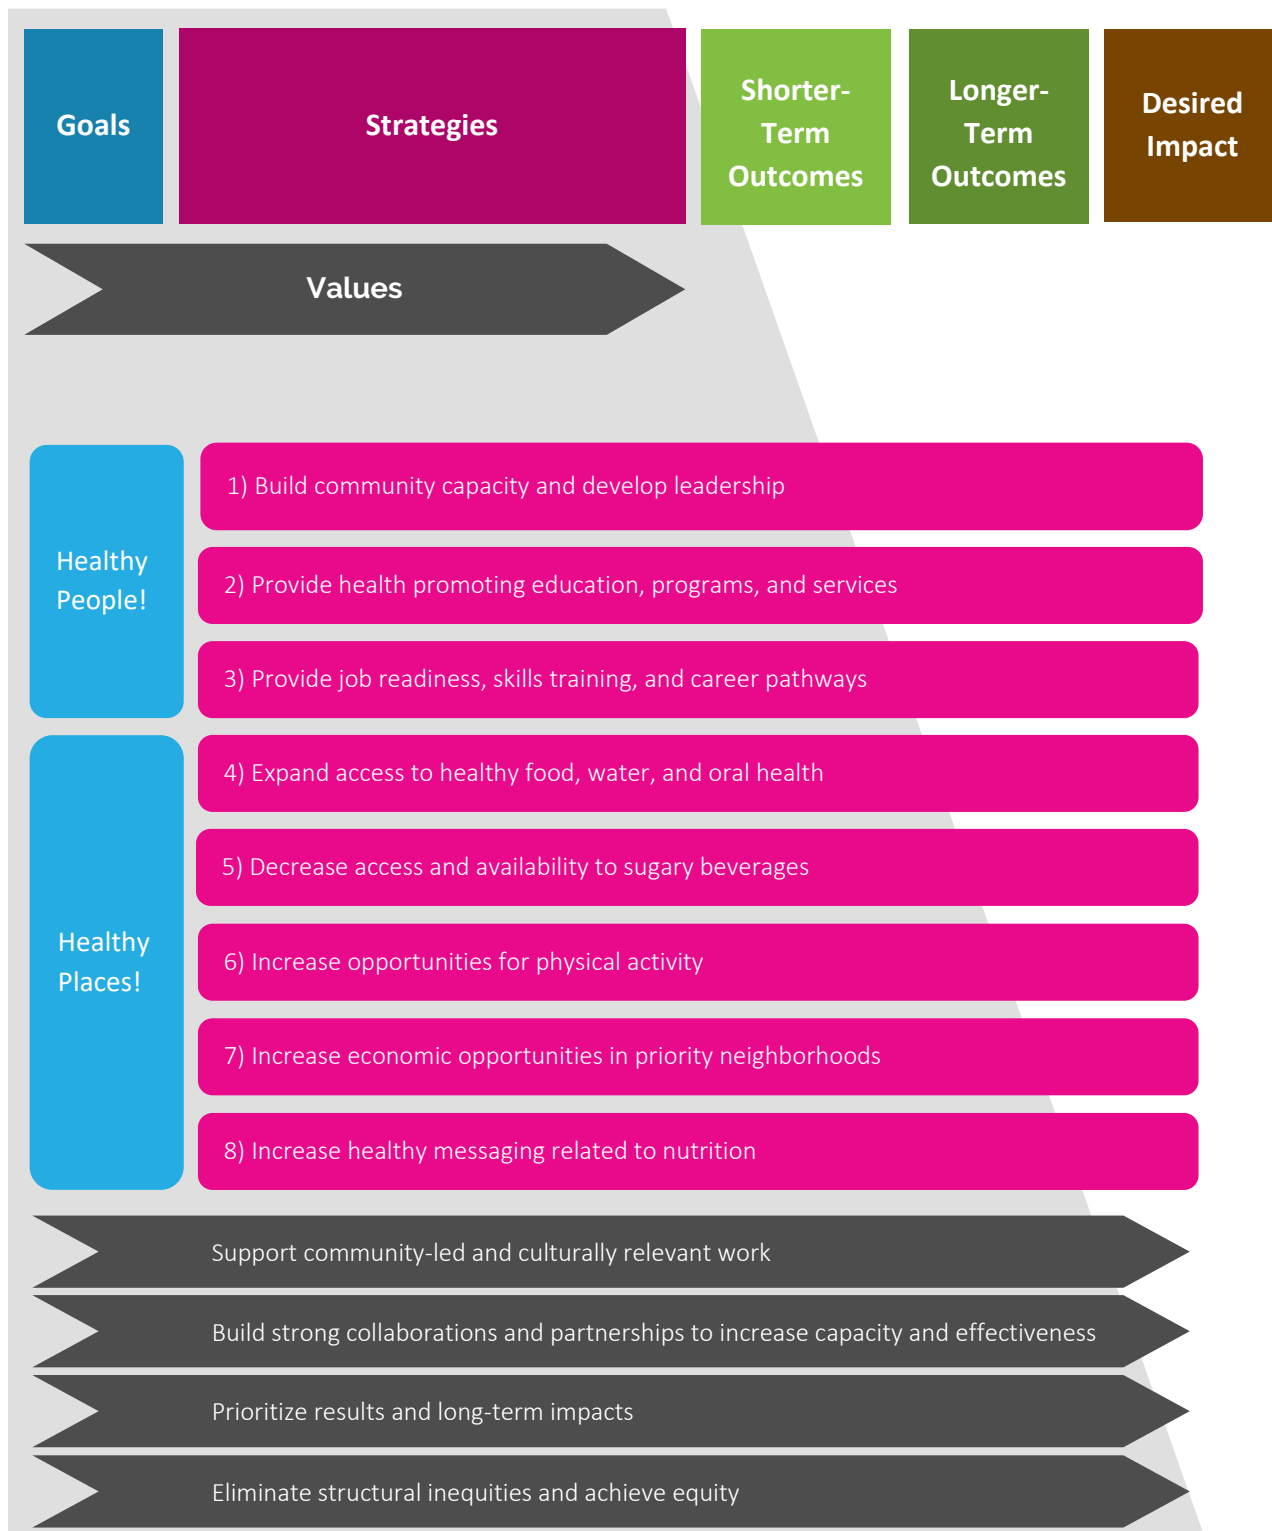 Goals
Strategies
Shorter-
Term
Outcomes
Longer-
Term
Outcomes
Desired
Impact
Values
Healthy
People!
1) Build community capacity and develop leadership
2) Provide health promoting education, programs, and services
3) Provide job readiness, skills training, and career pathways
Healthy
Places!
4) Expand access to healthy food, water, and oral health
5) Decrease access and availability to sugary beverages
6) Increase opportunities for physical activity
7) Increase economic opportunities in priority neighborhoods
8) Increase healthy messaging related to nutrition
Support community-led and culturally relevant work
Build strong collaborations and partnerships to increase capacity and effectiveness
Prioritize results and long-term impacts
Eliminate structural inequities and achieve equity